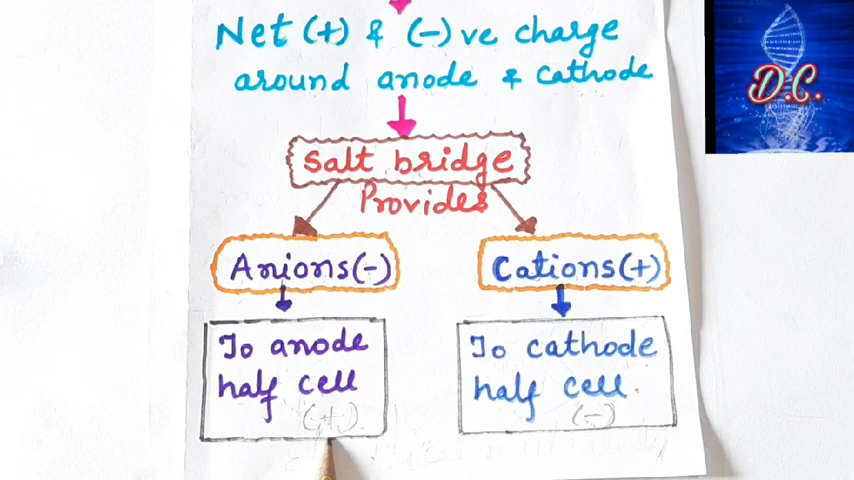 Net (+) & (-)ve charge
around anode & cathode
D.C.
Salt bridge
Provides
Anions(-)
Cations(+)
To anode
half cell
(+)
To cathode
half cell.
(-)